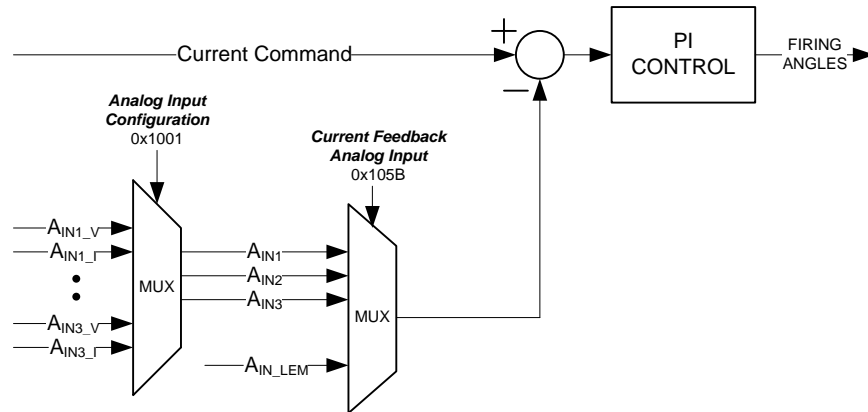 +
Current Command
PI
CONTROL
FIRING
ANGLES
−
Analog Input
Configuration
0x1001
Current Feedback
Analog Input
0x105B
AIN1_V
AIN1_I
AIN3_V
AIN3_I
MUX
AIN1
AIN2
AIN3
AIN_LEM
MUX